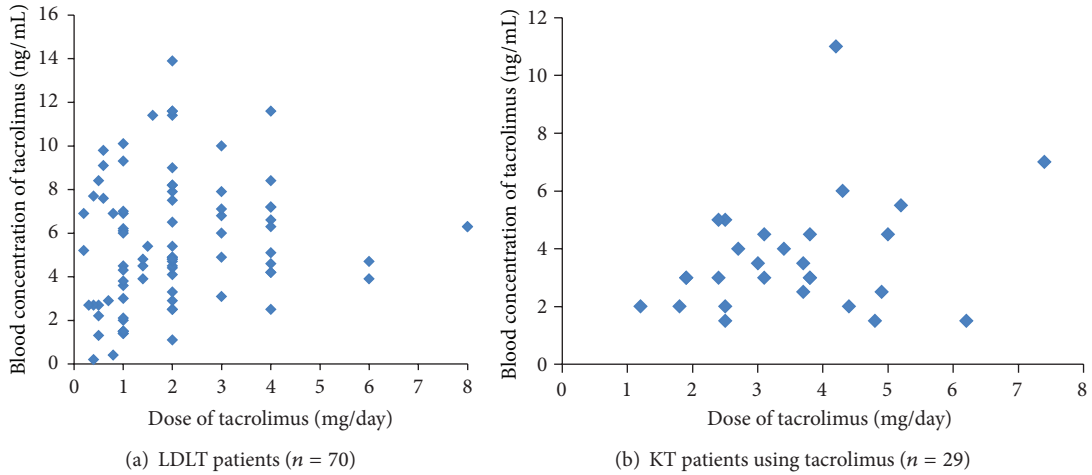 Blood concentration of tacrolimus (ng/mL)
16
14
12
10
8
6
4
2
0
0 1 2 3 4 5 6 7 8
Dose of tacrolimus (mg/day)
(a) LDLT patients (n = 70)
Blood concentration of tacrolimus (ng/mL)
12
10
8
6
4
2
0
0 1 2 3 4 5 6 7 8
Dose of tacrolimus (mg/day)
(b) KT patients using tacrolimus (n = 29)